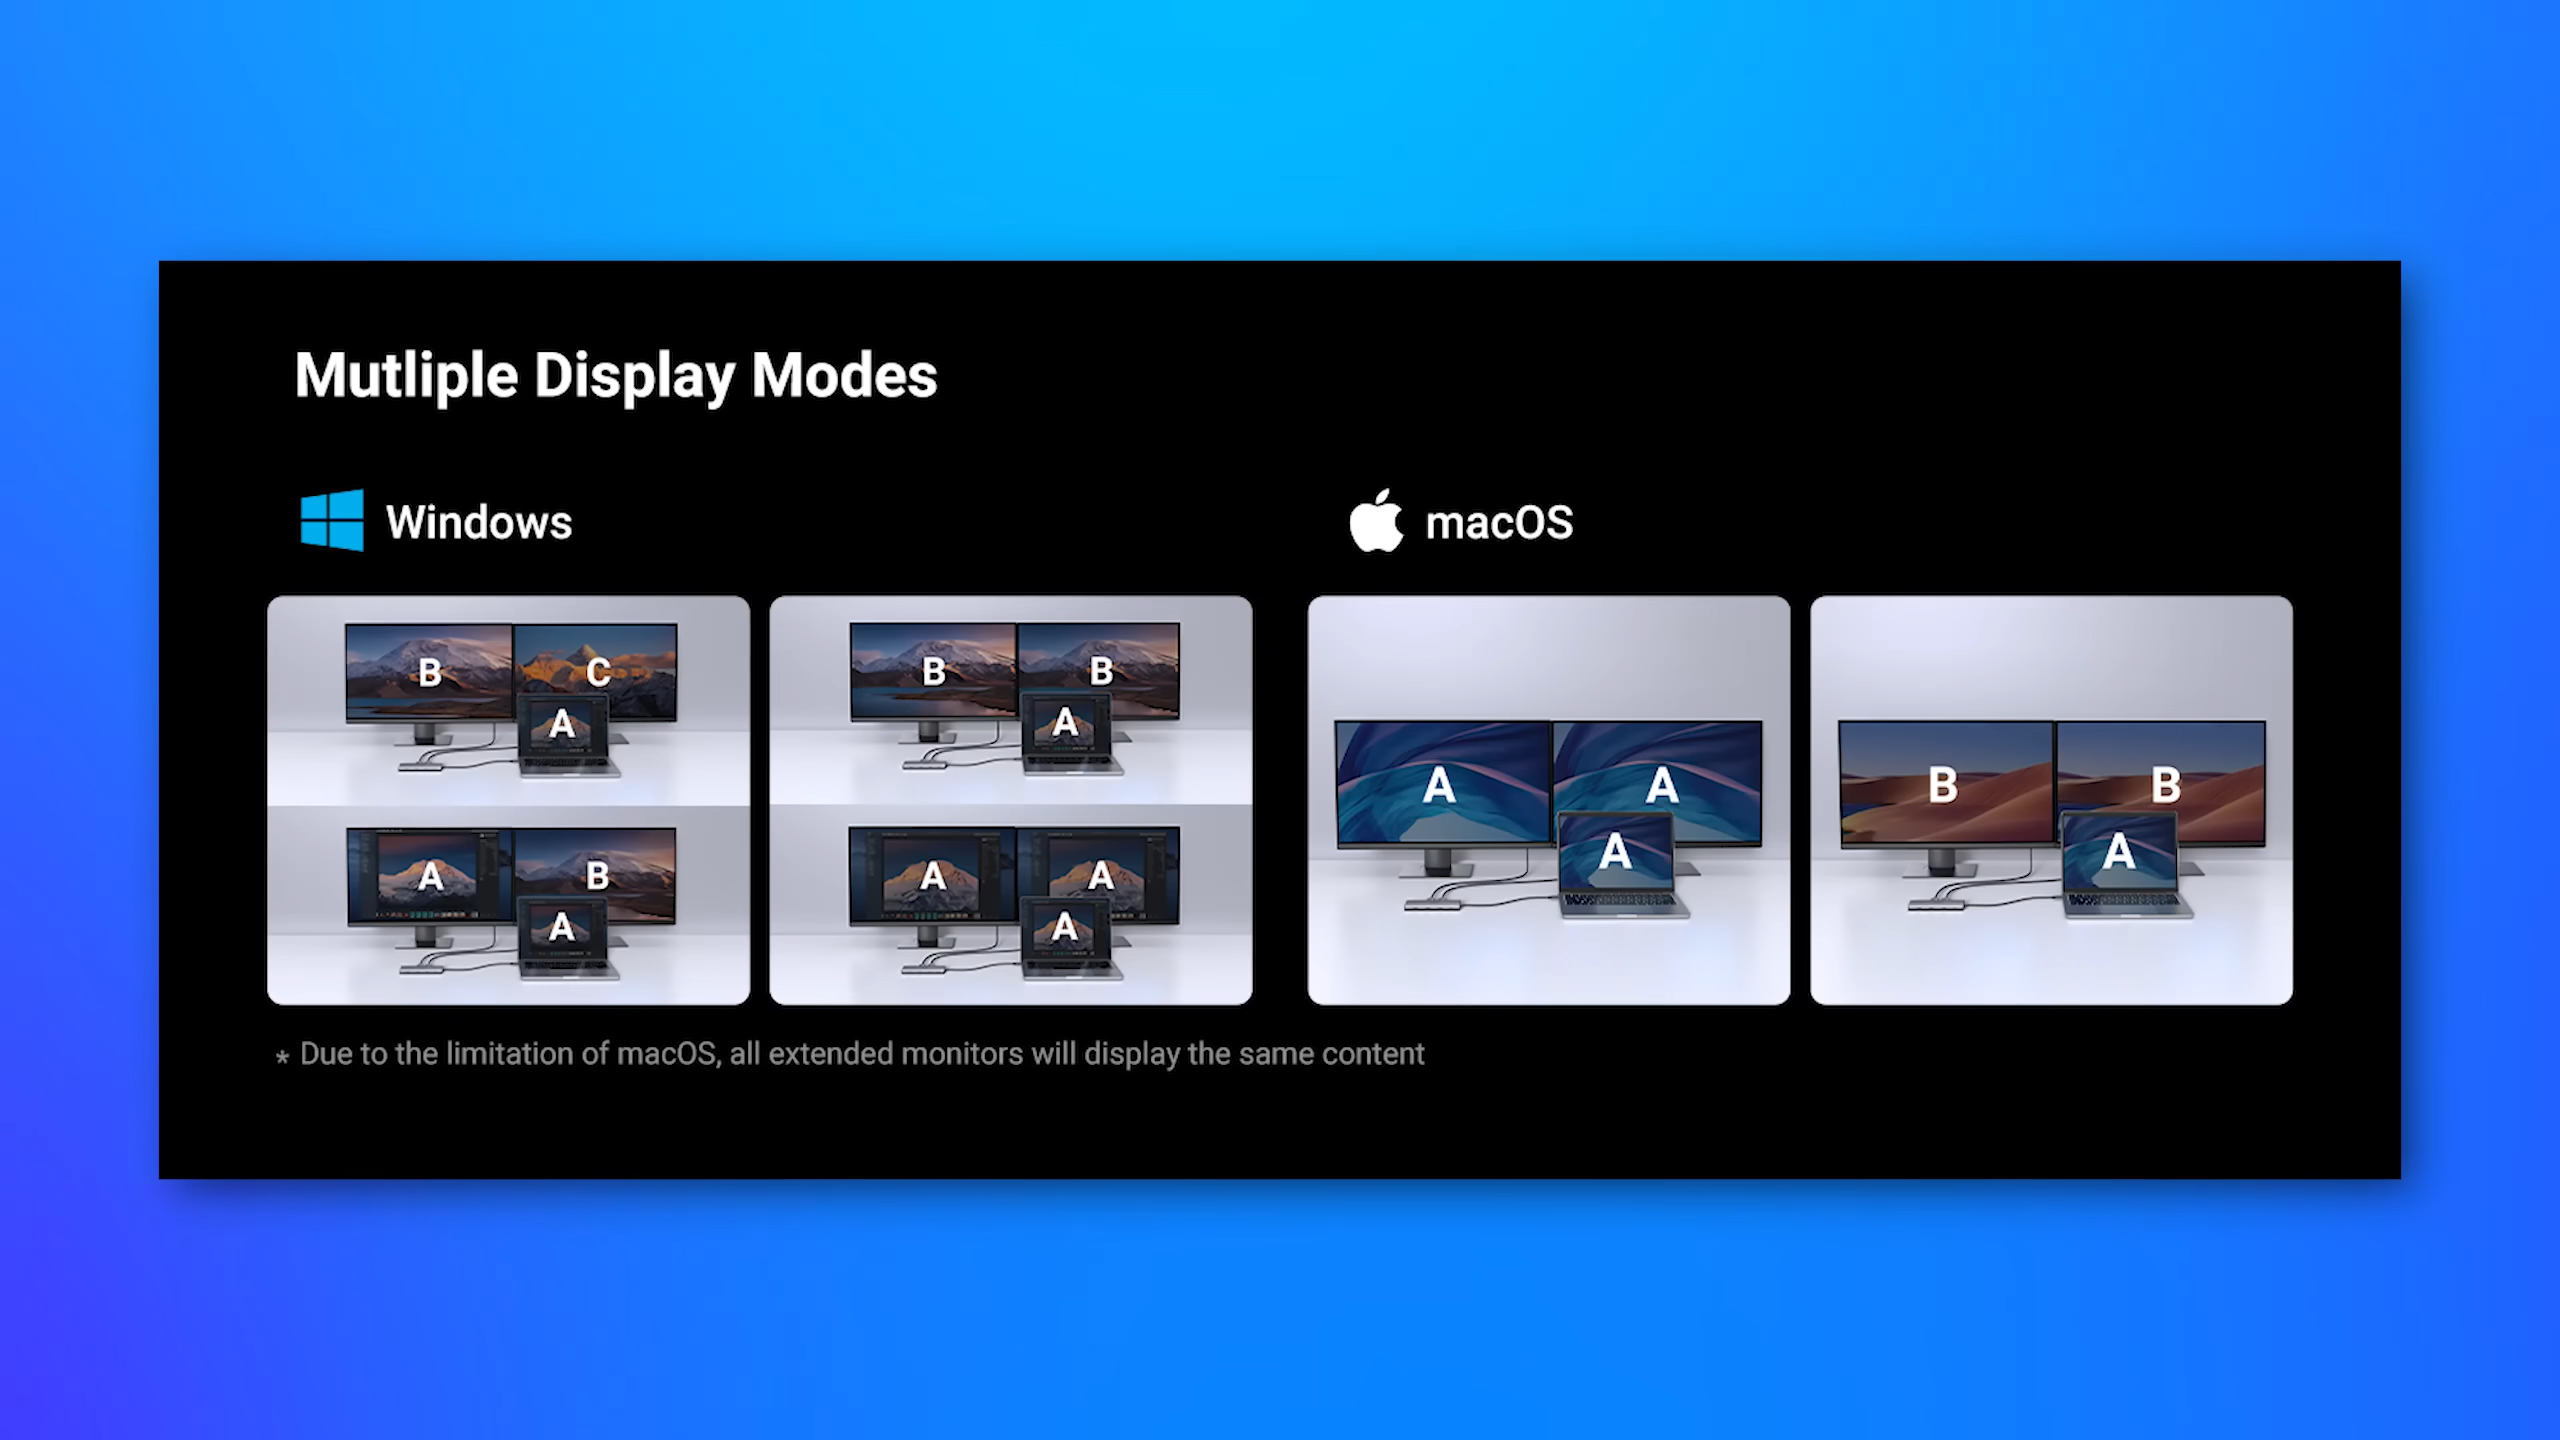 Mutliple Display Modes
Windows
macOS
B C
A
B B
A
A B
A
A A
A
A A
A
B B
A
* Due to the limitation of macOS, all extended monitors will display the same content